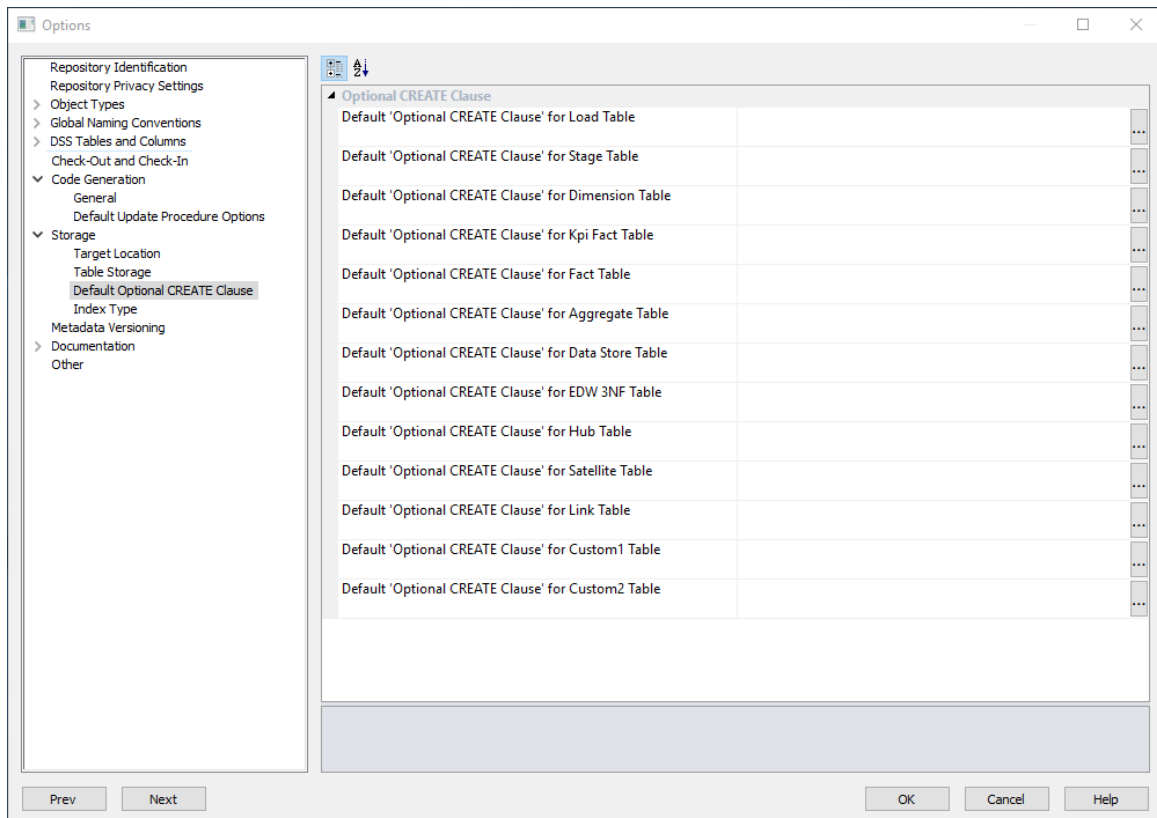 Options
Repository Identification
Repository Privacy Settings
Object Types
Global Naming Conventions
DSS Tables and Columns
Check-Out and Check-In
Code Generation
General
Default Update Procedure Options
Storage
Target Location
Table Storage
Default Optional CREATE Clause
Index Type
Metadata Versioning
Documentation
Other
Optional CREATE Clause
Default 'Optional CREATE Clause' for Load Table
...
Default 'Optional CREATE Clause' for Stage Table
...
Default 'Optional CREATE Clause' for Dimension Table
...
Default 'Optional CREATE Clause' for Kpi Fact Table
...
Default 'Optional CREATE Clause' for Fact Table
...
Default 'Optional CREATE Clause' for Aggregate Table
...
Default 'Optional CREATE Clause' for Data Store Table
...
Default 'Optional CREATE Clause' for EDW 3NF Table
...
Default 'Optional CREATE Clause' for Hub Table
...
Default 'Optional CREATE Clause' for Satellite Table
...
Default 'Optional CREATE Clause' for Link Table
...
Default 'Optional CREATE Clause' for Custom1 Table
...
Default 'Optional CREATE Clause' for Custom2 Table
...
Prev Next OK Cancel Help